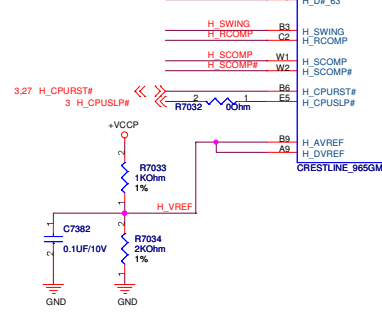 H_D#_63
H_SWING B3 H_SWING
H_RCOMP C2 H_RCOMP
H_SCOMP W1 H_SCOMP
H_SCOMP# W2 H_SCOMP#
3,27 H_CPURST# B6 H_CPURST#
3 H_CPUSLP# 2 1 E5 H_CPUSLP#
R7032 0Ohm
+VCCP
B9 H_AVREF
A9 H_DVREF
2
CRESTLINE_965GM
R7033
1KOhm
1%
1
H_VREF
1 C7382 2 R7034
0.1UF/10V 2KOhm
2 1%
1
GND GND